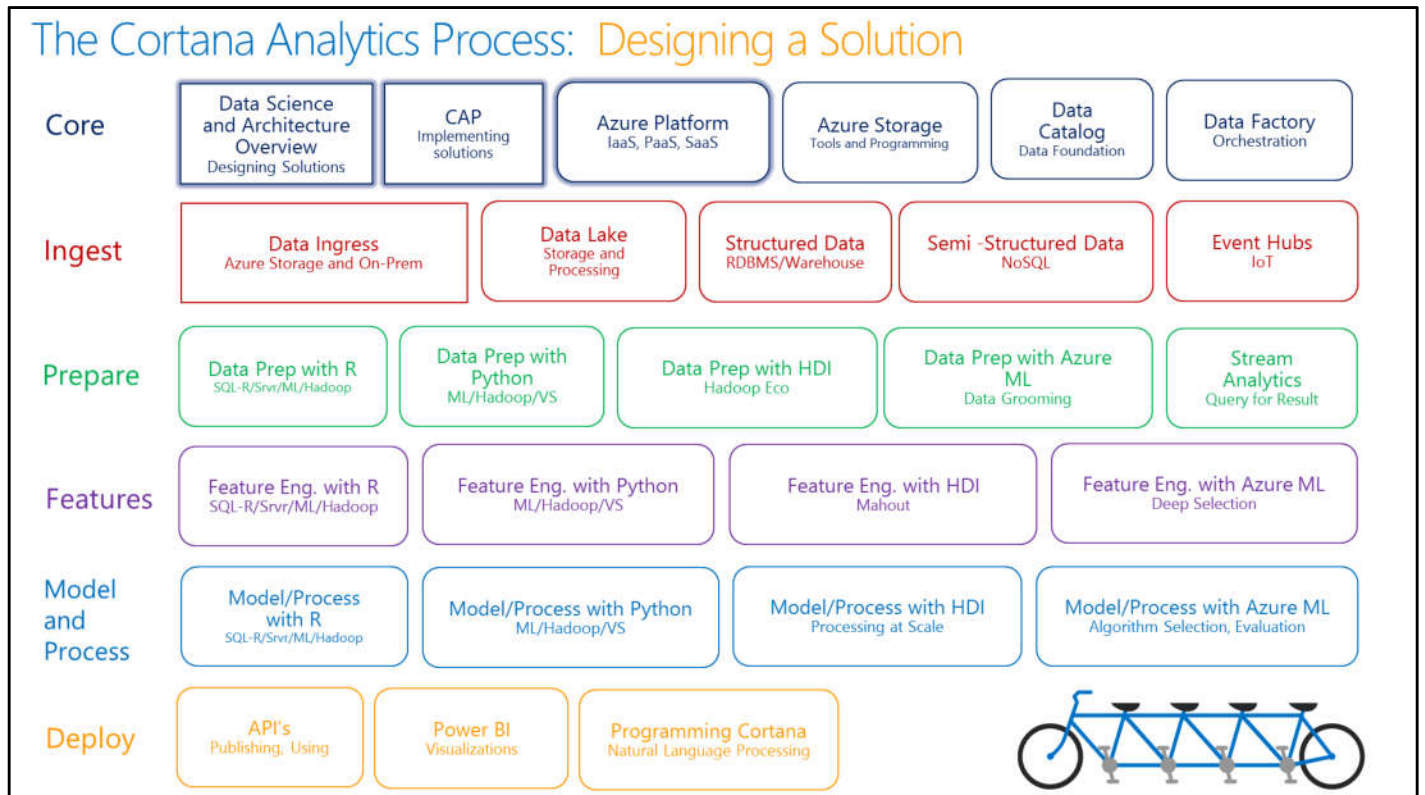 The Cortana Analytics Process: Designing a Solution
Core
Data Science
and Architecture
Overview
Designing Solutions
CAP
Implementing
solutions
Azure Platform
IaaS, PaaS, SaaS
Azure Storage
Tools and Programming
Data
Catalog
Data Foundation
Data Factory
Orchestration
Ingest
Data Ingress
Azure Storage and On-Prem
Data Lake
Storage and
Processing
Structured Data
RDBMS/Warehouse
Semi -Structured Data
NoSQL
Event Hubs
IoT
Prepare
Data Prep with R
SQL-R/Srvr/ML/Hadoop
Data Prep with
Python
ML/Hadoop/VS
Data Prep with HDI
Hadoop Eco
Data Prep with Azure
ML
Data Grooming
Stream
Analytics
Query for Result
Features
Feature Eng. with R
SQL-R/Srvr/ML/Hadoop
Feature Eng. with Python
ML/Hadoop/VS
Feature Eng. with HDI
Mahout
Feature Eng. with Azure ML
Deep Selection
Model
and
Process
Model/Process
with R
SQL-R/Srvr/ML/Hadoop
Model/Process with Python
ML/Hadoop/VS
Model/Process with HDI
Processing at Scale
Model/Process with Azure ML
Algorithm Selection, Evaluation
Deploy
API's
Publishing, Using
Power BI
Visualizations
Programming Cortana
Natural Language Processing